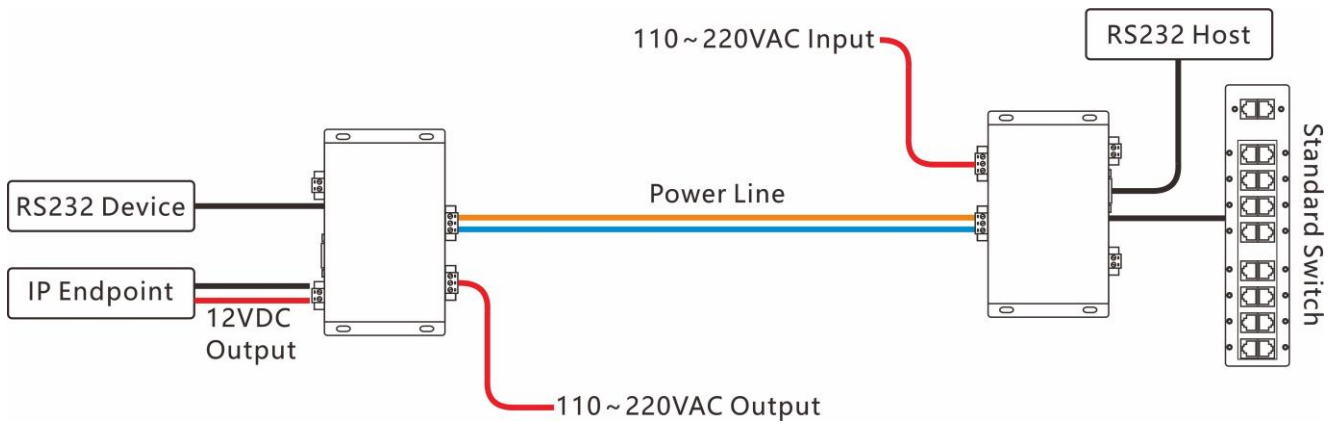 110~220VAC Input
RS232 Host
Power Line
Standard Switch
RS232 Device
IP Endpoint
12VDC
Output
110~220VAC Output